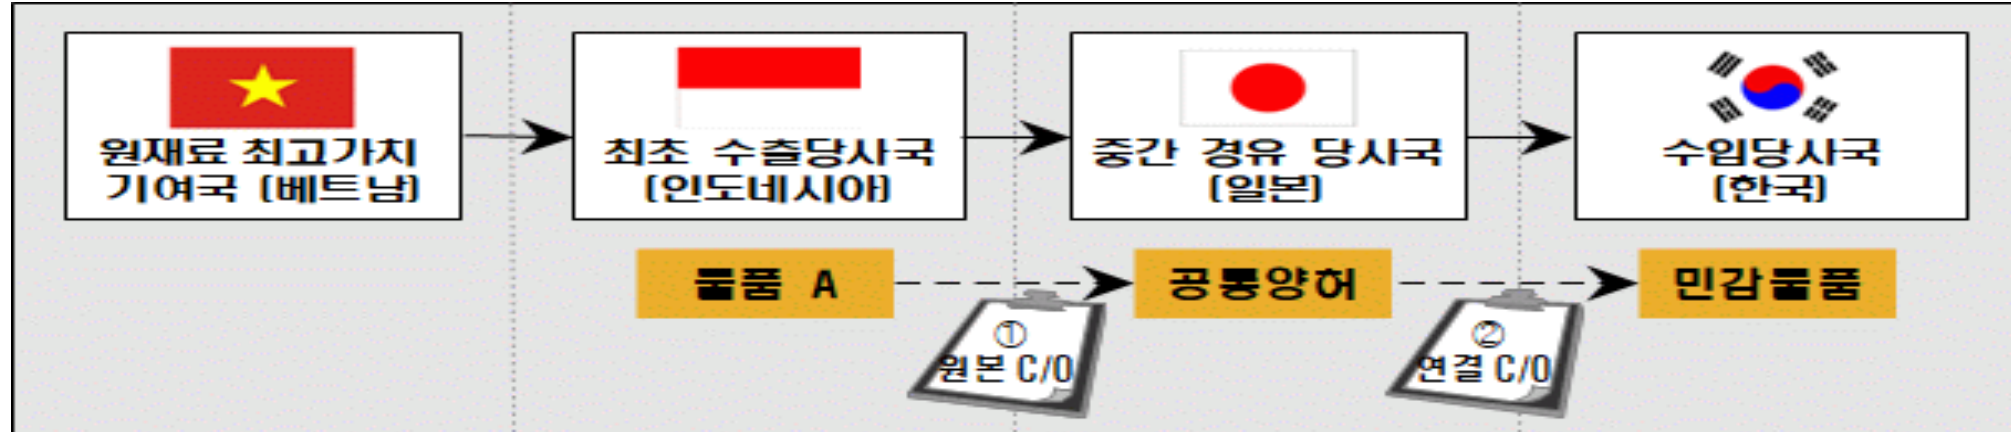 원재료 최고가치
기여국 (베트남)
최초 수출당사국
(인도네시아)
중간 경유 당사국
(일본)
수입당사국
(한국)
물품 A
공통양허
민감물품
①
원본 C/O
②
연결 C/O